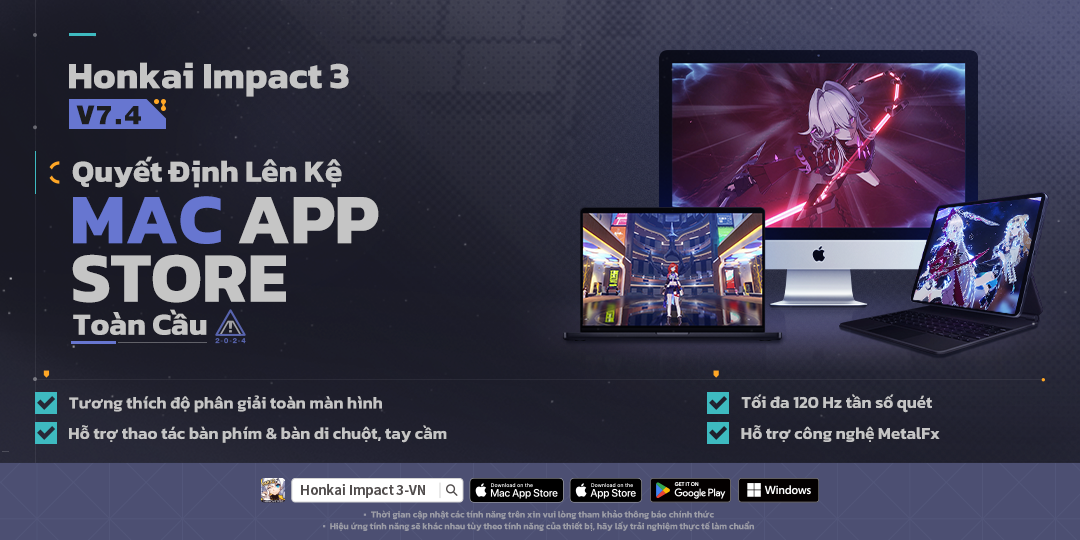 Honkai Impact 3
V7.4
Quyết Định Lên Kệ
MAC APP
STORE
Toàn Cầu
2-0-2-4
Tương thích độ phân giải toàn màn hình
Hỗ trợ thao tác bàn phím & bàn di chuột, tay cầm
Tối đa 120 Hz tần số quét
Hỗ trợ công nghệ MetalFx
Honkai Impact 3-VN
Download on the
Mac App Store
Download on the
App Store
GET IT ON
Google Play
Windows
• Thời gian cập nhật các tính năng trên xin vui lòng tham khảo thông báo chính thức
• Hiệu ứng tính năng sẽ khác nhau tùy theo tính năng của thiết bị, hãy lấy trải nghiệm thực tế làm chuẩn